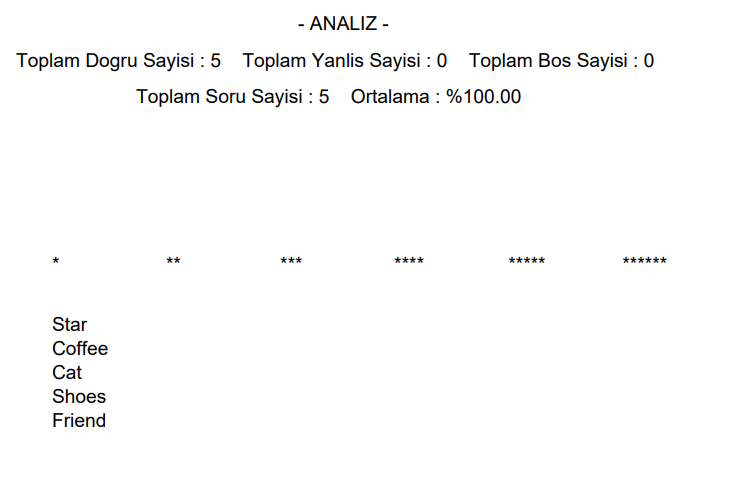 - ANALIZ -
Toplam Dogru Sayisi : 5 Toplam Yanlis Sayisi : 0 Toplam Bos Sayisi : 0
Toplam Soru Sayisi : 5 Ortalama : %100.00
* ** *** **** ***** ******
Star
Coffee
Cat
Shoes
Friend